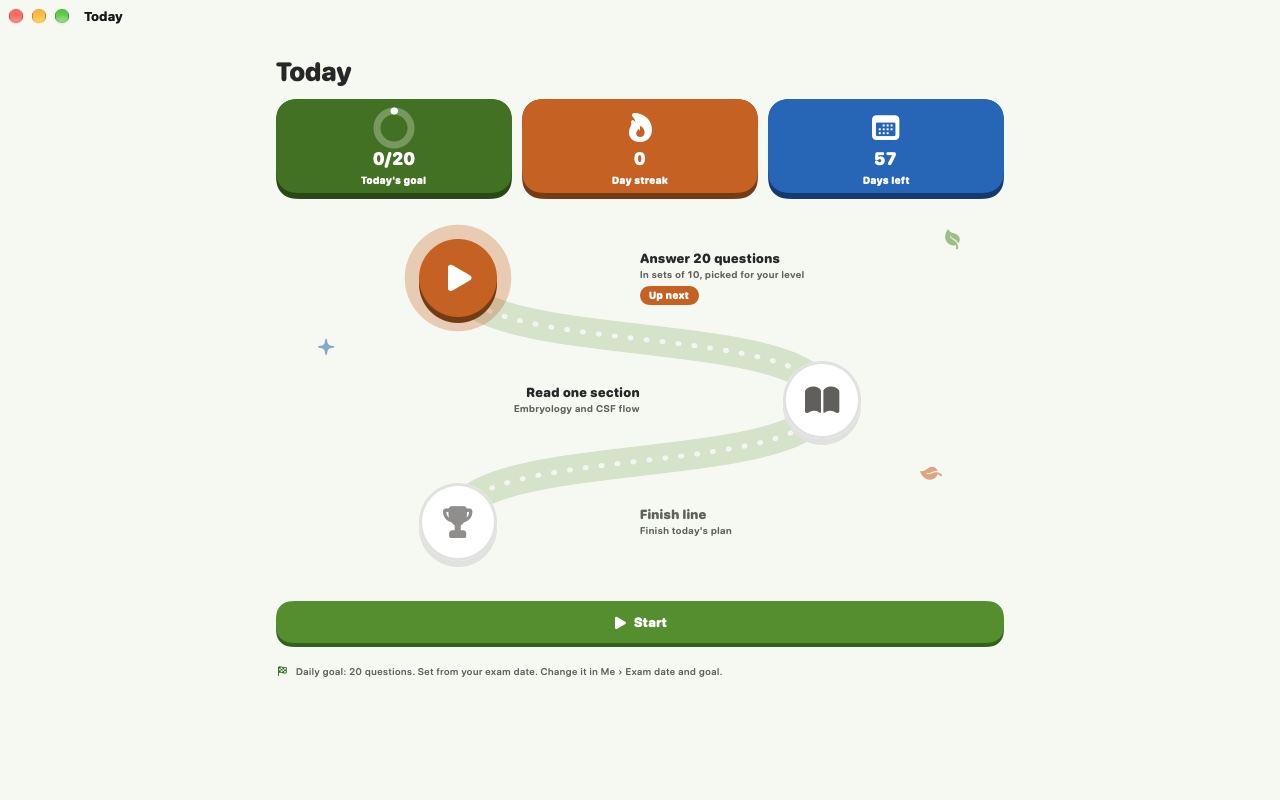 Today
Today
0/20
Today's goal
0
Day streak
57
Days left
Answer 20 questions
In sets of 10, picked for your level
Up next
Read one section
Embryology and CSF flow
Finish line
Finish today's plan
Start
Daily goal: 20 questions. Set from your exam date. Change it in Me › Exam date and goal.